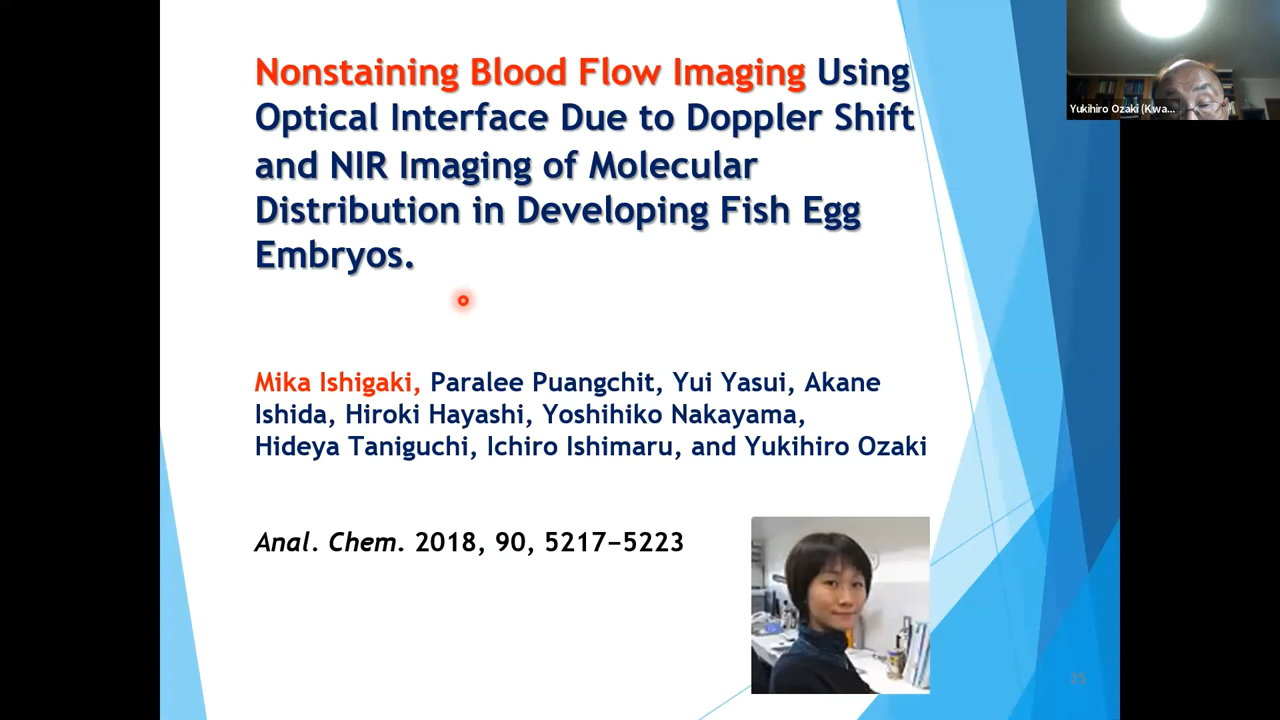 Nonstaining Blood Flow Imaging Using
Optical Interface Due to Doppler Shift
and NIR Imaging of Molecular
Distribution in Developing Fish Egg
Embryos.
Mika Ishigaki, Paralee Puangchit, Yui Yasui, Akane
Ishida, Hiroki Hayashi, Yoshihiko Nakayama,
Hideya Taniguchi, Ichiro Ishimaru, and Yukihiro Ozaki
Anal. Chem. 2018, 90, 5217−5223
Yukihiro Ozaki (Kwa...